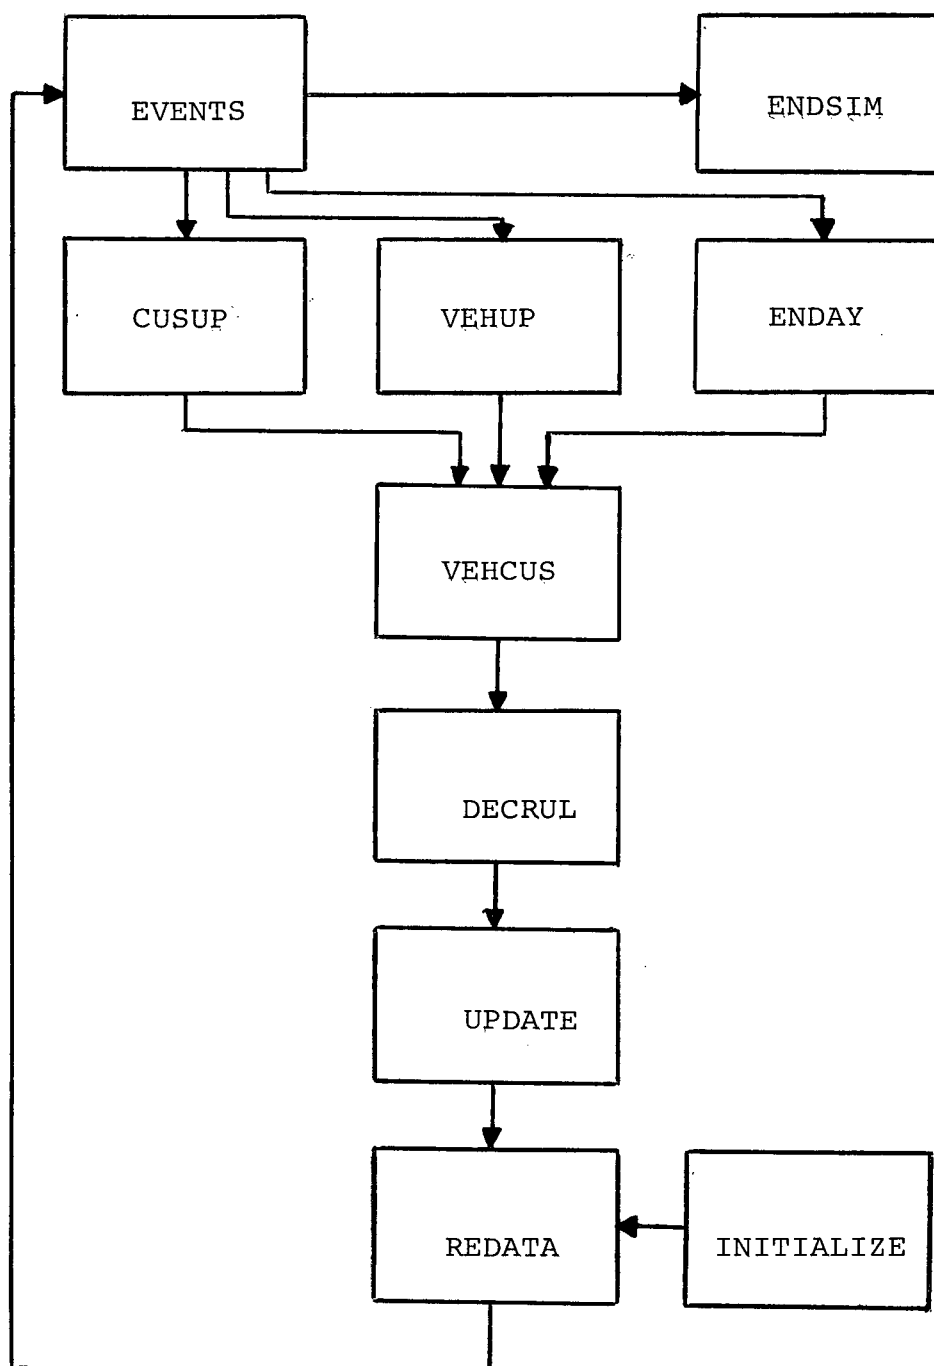 EVENTS
ENDSIM
CUSUP
VEHUP
ENDAY
VEHCUS
DECRUL
UPDATE
REDATA
INITIALIZE